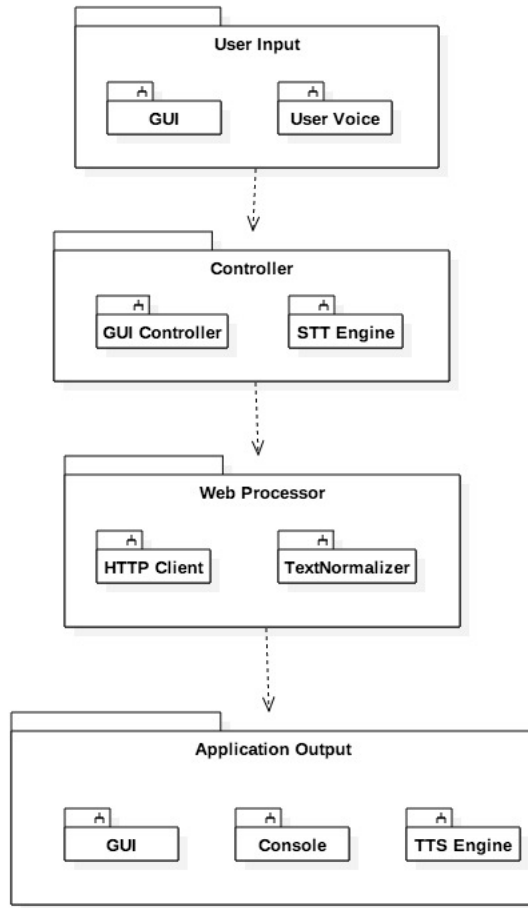 User Input
GUI
User Voice
Controller
GUI Controller
STT Engine
Web Processor
HTTP Client
TextNormalizer
Application Output
GUI
Console
TTS Engine